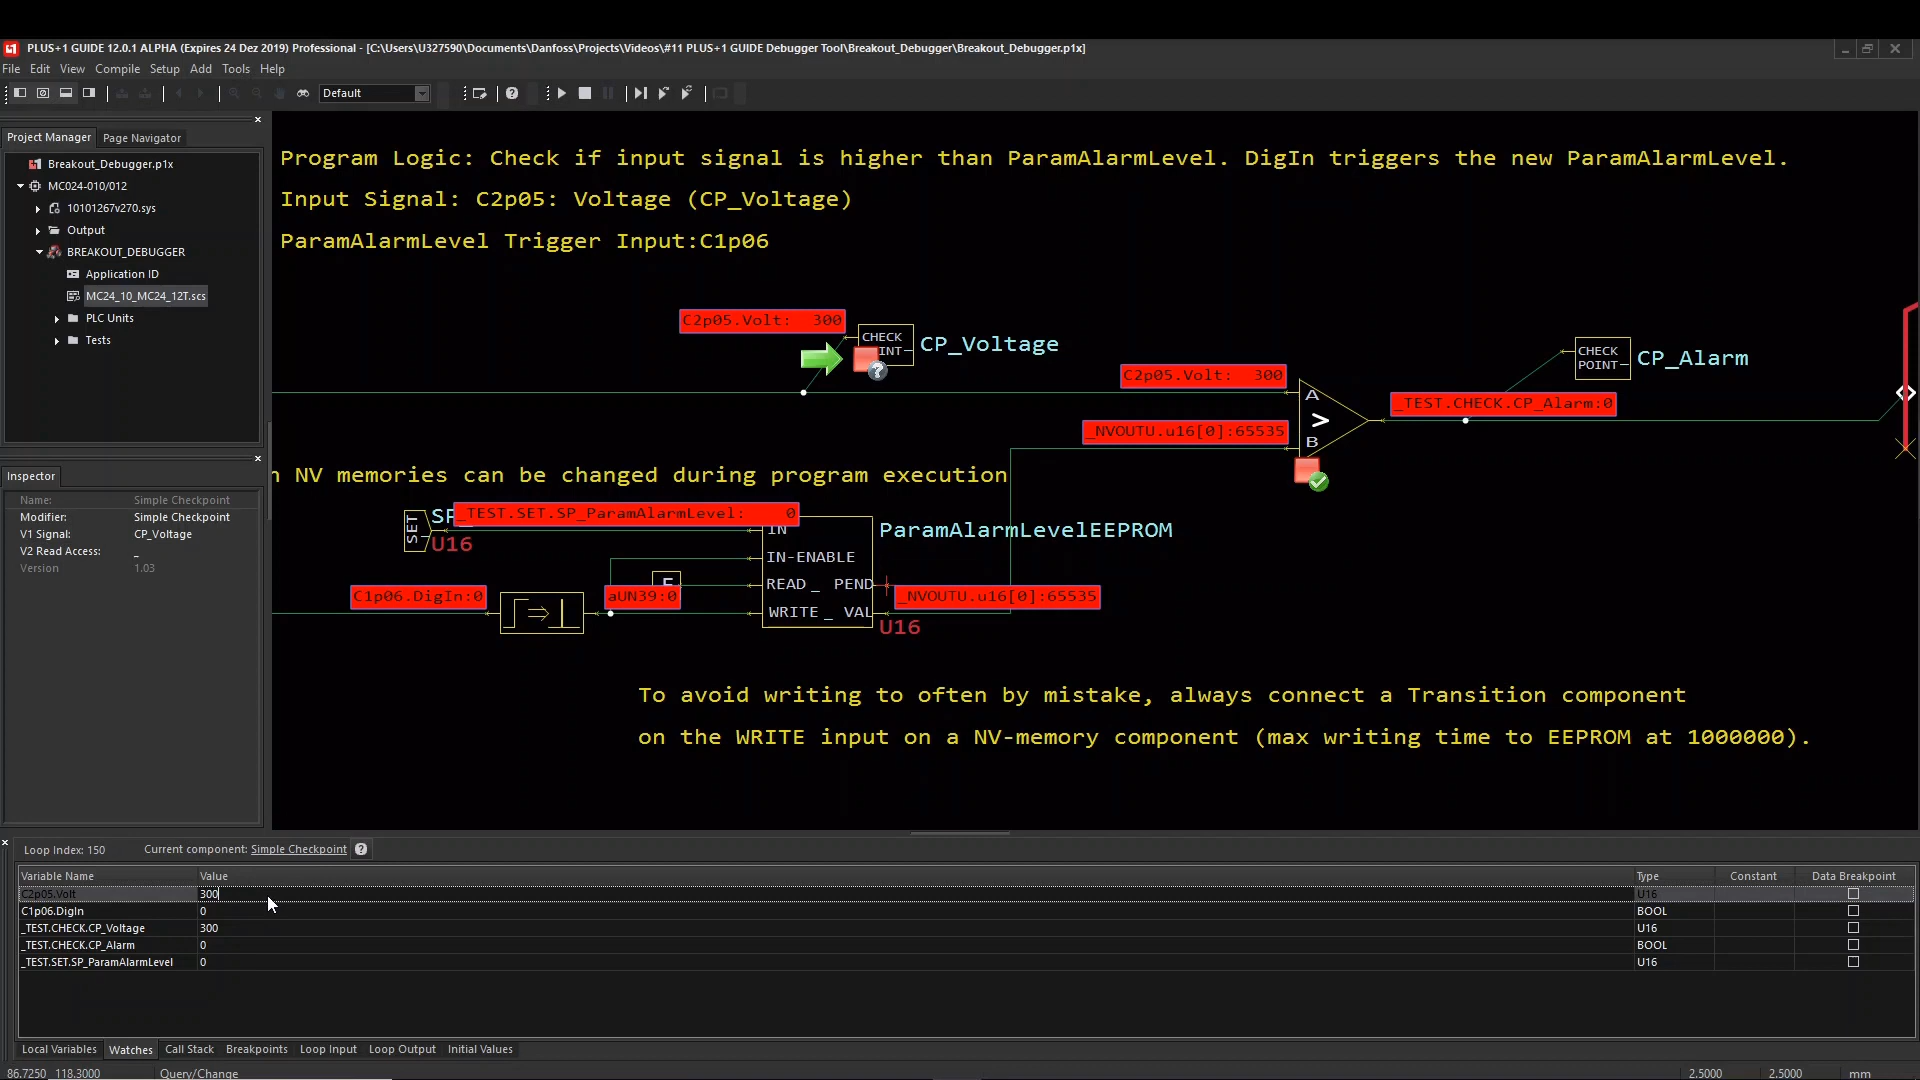 PLUS+1 GUIDE 12.0.1 ALPHA (Expires 24 Dez 2019) Professional - [C:\Users\U327590\Documents\Danfoss\Projects\Videos\#11 PLUS+1 GUIDE Debugger Tool\Breakout_Debugger\Breakout_Debugger.p1x]
File Edit View Compile Setup Add Tools Help
Default
Project Manager Page Navigator
Breakout_Debugger.p1x
MC024-010/012
10101267v270.sys
Output
BREAKOUT_DEBUGGER
Application ID
MC24_10_MC24_12T.scs
PLC Units
Tests
Inspector
Name: Simple Checkpoint
Modifier: Simple Checkpoint
V1 Signal: CP_Voltage
V2 Read Access: _
Version 1.03
Program Logic: Check if input signal is higher than ParamAlarmLevel. DigIn triggers the new ParamAlarmLevel.
Input Signal: C2p05: Voltage (CP_Voltage)
ParamAlarmLevel Trigger Input:C1p06
C2p05.Volt: 300
CHECK
INT
CP_Voltage
CHECK
POINT
CP_Alarm
C2p05.Volt: 300
A
>
B
_TEST.CHECK.CP_Alarm:0
_NVOUTU.u16[0]:65535
n NV memories can be changed during program execution
SET
SP_
_TEST.SET.SP_ParamAlarmLevel: 0
U16
IN
ParamAlarmLevelEEPROM
IN-ENABLE
READ_ PEND
C1p06.DigIn:0
aUN39:0
_NVOUTU.u16[0]:65535
WRITE_ VAL
U16
To avoid writing to often by mistake, always connect a Transition component
on the WRITE input on a NV-memory component (max writing time to EEPROM at 1000000).
Loop Index: 150 Current component: Simple Checkpoint
Variable Name Value Type Constant Data Breakpoint
C2p05.Volt 300 U16
C1p06.DigIn 0 BOOL
_TEST.CHECK.CP_Voltage 300 U16
_TEST.CHECK.CP_Alarm 0 BOOL
_TEST.SET.SP_ParamAlarmLevel 0 U16
Local Variables Watches Call Stack Breakpoints Loop Input Loop Output Initial Values
86.7250 118.3000 Query/Change 2.5000 2.5000 mm